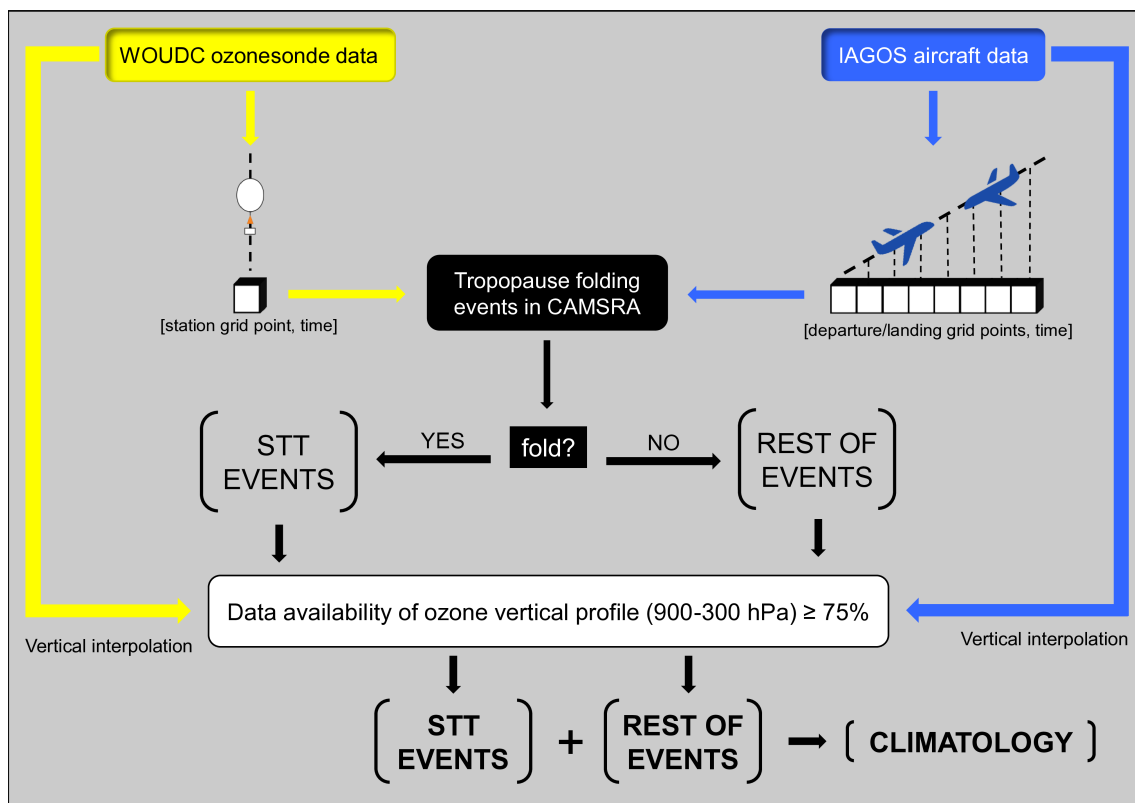 WOUDC ozonesonde data
IAGOS aircraft data
Tropopause folding
events in CAMSRA
[station grid point, time]
[departure/landing grid points, time]
YES
fold?
NO
STT
EVENTS
REST OF
EVENTS
Data availability of ozone vertical profile (900-300 hPa) ≥ 75%
Vertical interpolation
Vertical interpolation
STT
EVENTS
+
REST OF
EVENTS
CLIMATOLOGY